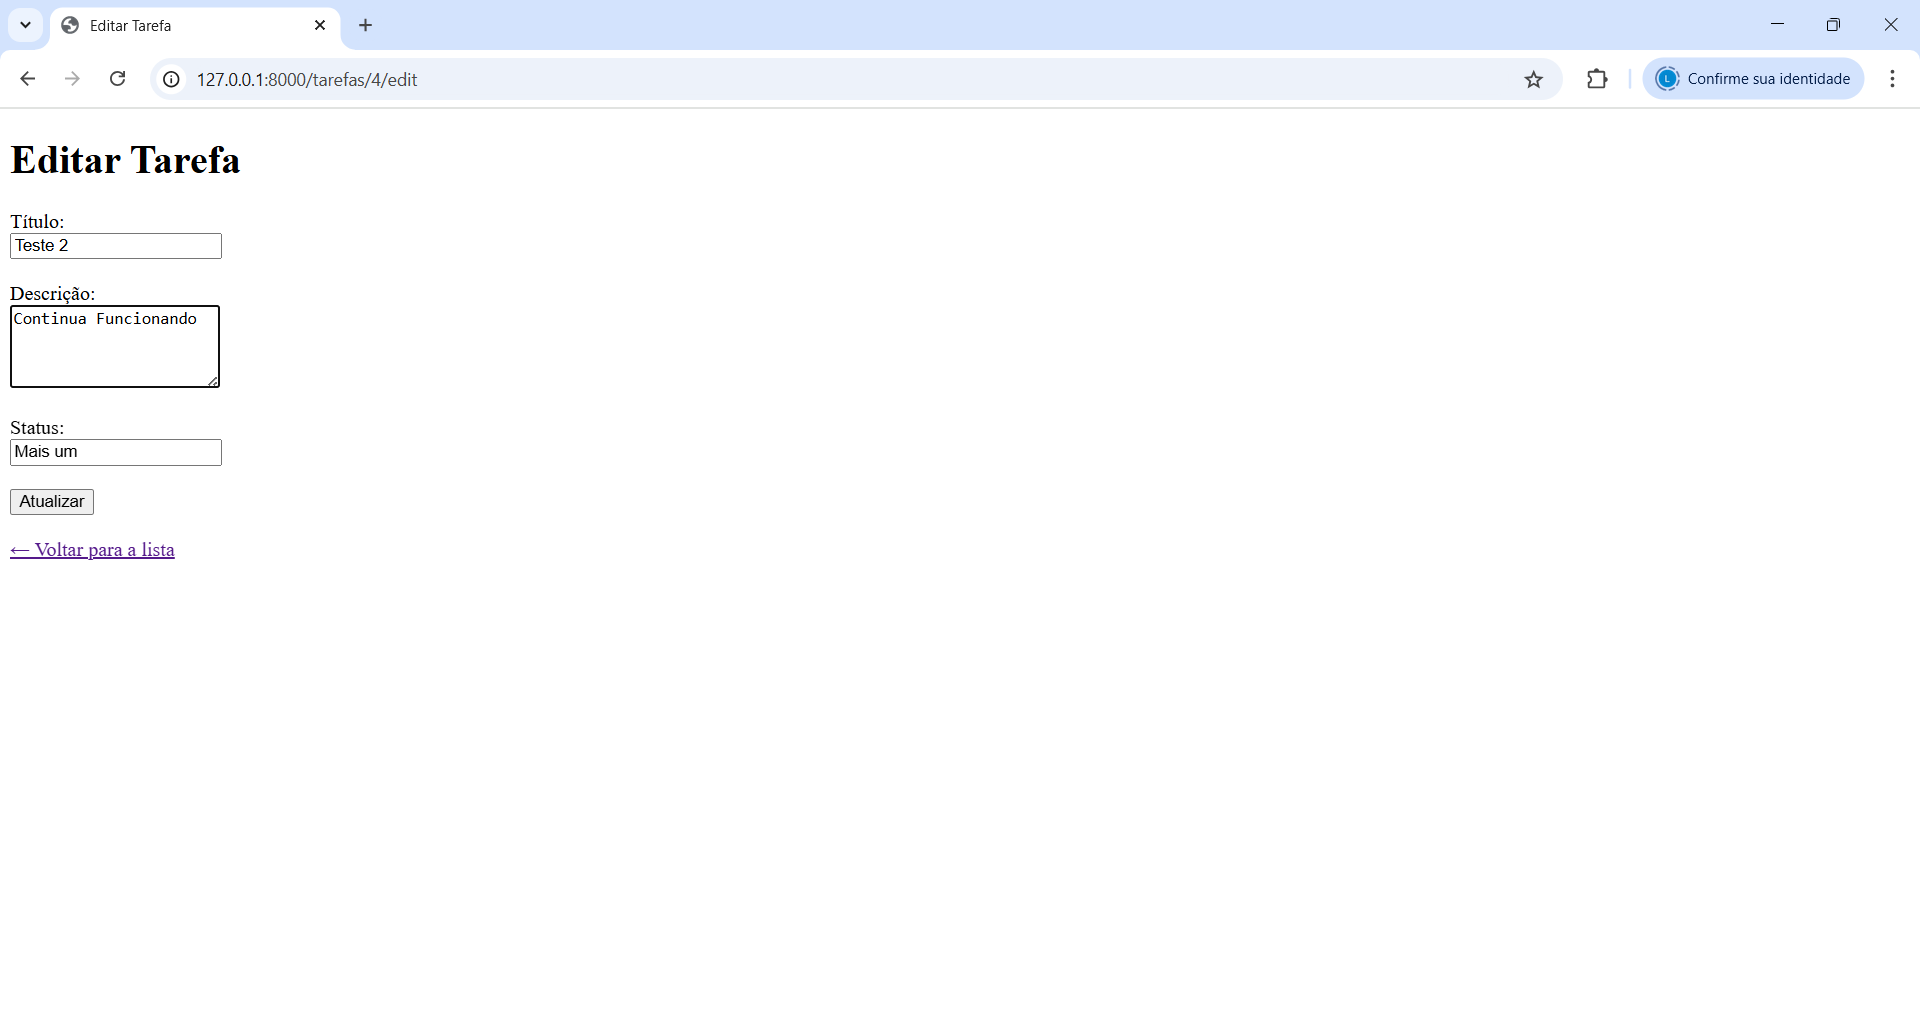 Editar Tarefa
127.0.0.1:8000/tarefas/4/edit
L
Confirme sua identidade
Editar Tarefa
Título:
Teste 2
Descrição:
Continua Funcionando
Status:
Mais um
Atualizar
← Voltar para a lista